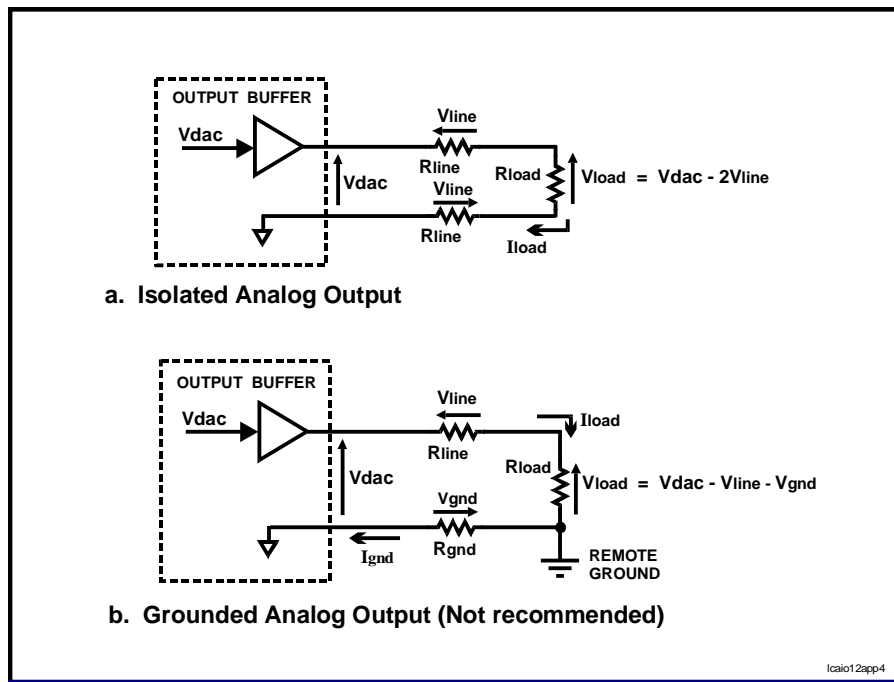 OUTPUT BUFFER
Vdac
Vline
Rline
Vdac
Vline
Rline
Rload
Vload = Vdac - 2Vline
Iload
a. Isolated Analog Output
OUTPUT BUFFER
Vdac
Vline
Rline
Iload
Vdac
Rload
Vload = Vdac - Vline - Vgnd
Vgnd
Rgnd
Ignd
REMOTE
GROUND
b. Grounded Analog Output (Not recommended)
lcaio12app4